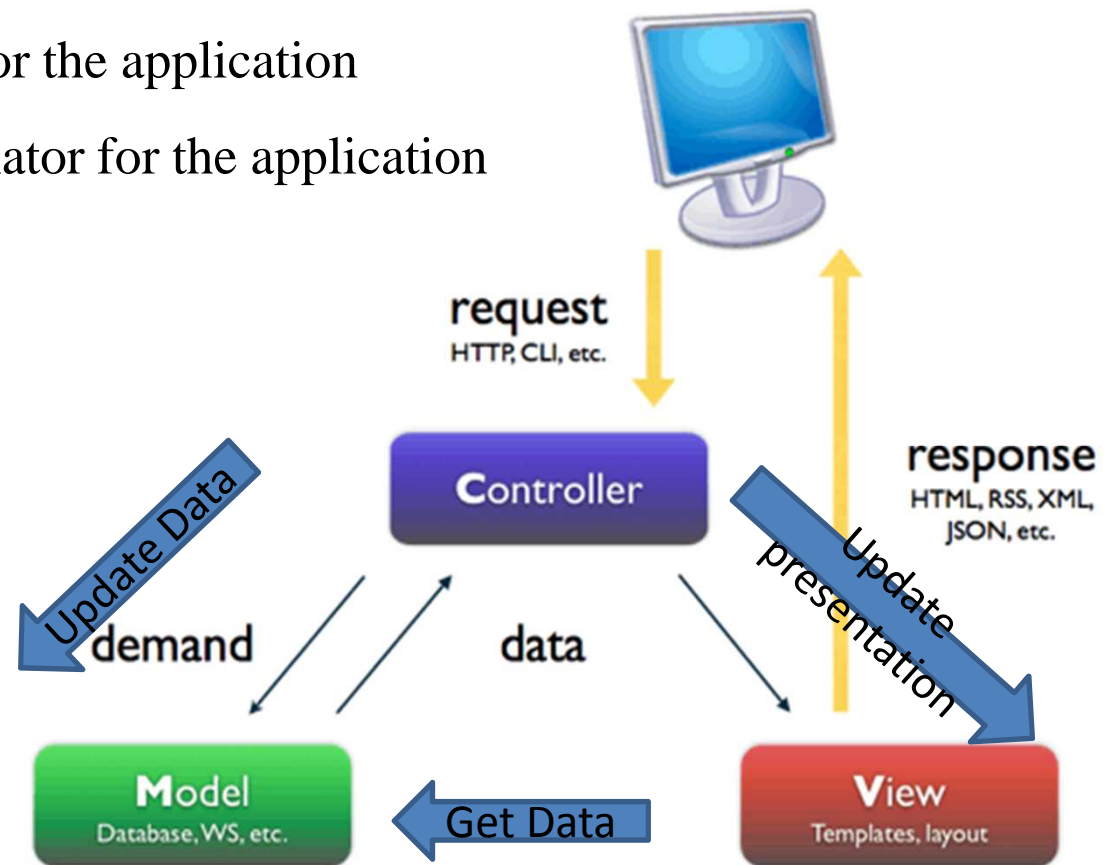 or the application
ator for the application
request
HTTP, CLI, etc.
Controller
response
HTML, RSS, XML,
JSON, etc.
Update Data
Update
presentation
demand
data
Model
Database, WS, etc.
Get Data
View
Templates, layout